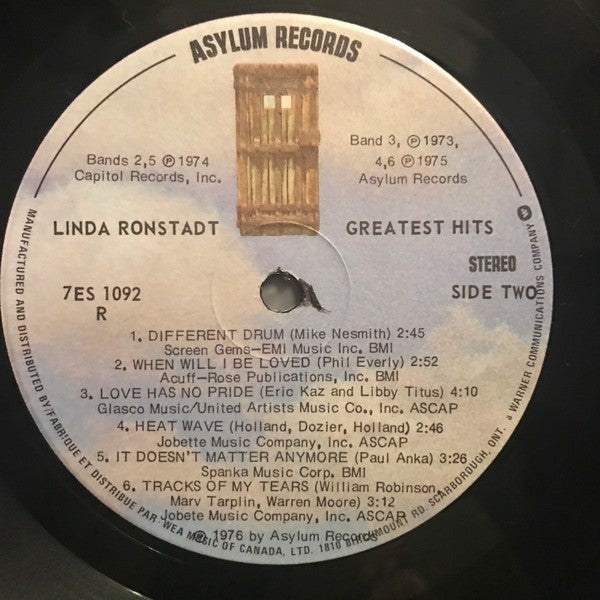 ASYLUM RECORDS
Bands 2,5 ℗ 1974
Capitol Records, Inc.
Band 3, ℗ 1973,
4,6 ℗ 1975
Asylum Records
LINDA RONSTADT
GREATEST HITS
STEREO
7ES 1092
R
SIDE TWO
1. DIFFERENT DRUM (Mike Nesmith) 2:45
Screen Gems-EMI Music Inc. BMI
2. WHEN WILL I BE LOVED (Phil Everly) 2:52
Acuff-Rose Publications, Inc. BMI
3. LOVE HAS NO PRIDE (Eric Kaz and Libby Titus) 4:10
Glasco Music/United Artists Music Co., Inc. ASCAP
4. HEAT WAVE (Holland, Dozier, Holland) 2:46
Jobette Music Company, Inc. ASCAP
5. IT DOESN'T MATTER ANYMORE (Paul Anka) 3:26
Spanka Music Corp. BMI
6. TRACKS OF MY TEARS (William Robinson,
Marv Tarplin, Warren Moore) 3:12
Jobete Music Company, Inc. ASCAP
℗ 1976 by Asylum Records
MANUFACTURED AND DISTRIBUTED BY/FABRIQUE ET DISTRIBUE PAR WEA MUSIC OF CANADA, LTD. 1810 BIRCHMOUNT RD. SCARBOROUGH, ONT. a WARNER COMMUNICATIONS COMPANY